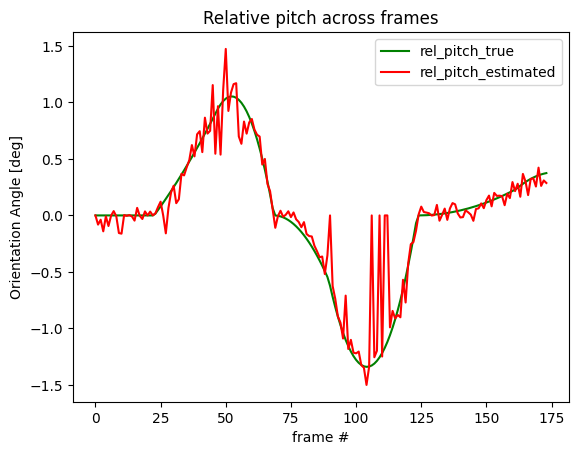 Relative pitch across frames
rel_pitch_true
rel_pitch_estimated
Orientation Angle [deg]
1.5
1.0
0.5
0.0
−0.5
−1.0
−1.5
0 25 50 75 100 125 150 175
frame #